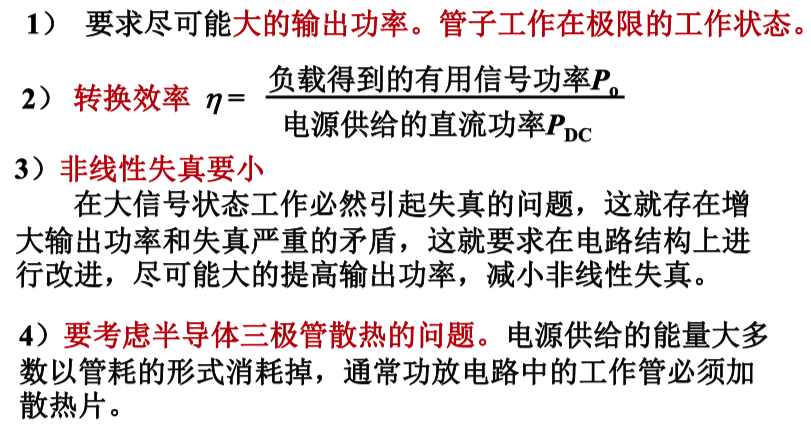 1） 要求尽可能大的输出功率。管子工作在极限的工作状态。
2） 转换效率 η = 负载得到的有用信号功率Po
电源供给的直流功率PDC
3）非线性失真要小
在大信号状态工作必然引起失真的问题，这就存在增
大输出功率和失真严重的矛盾，这就要求在电路结构上进
行改进，尽可能大的提高输出功率，减小非线性失真。
4）要考虑半导体三极管散热的问题。电源供给的能量大多
数以管耗的形式消耗掉，通常功放电路中的工作管必须加
散热片。